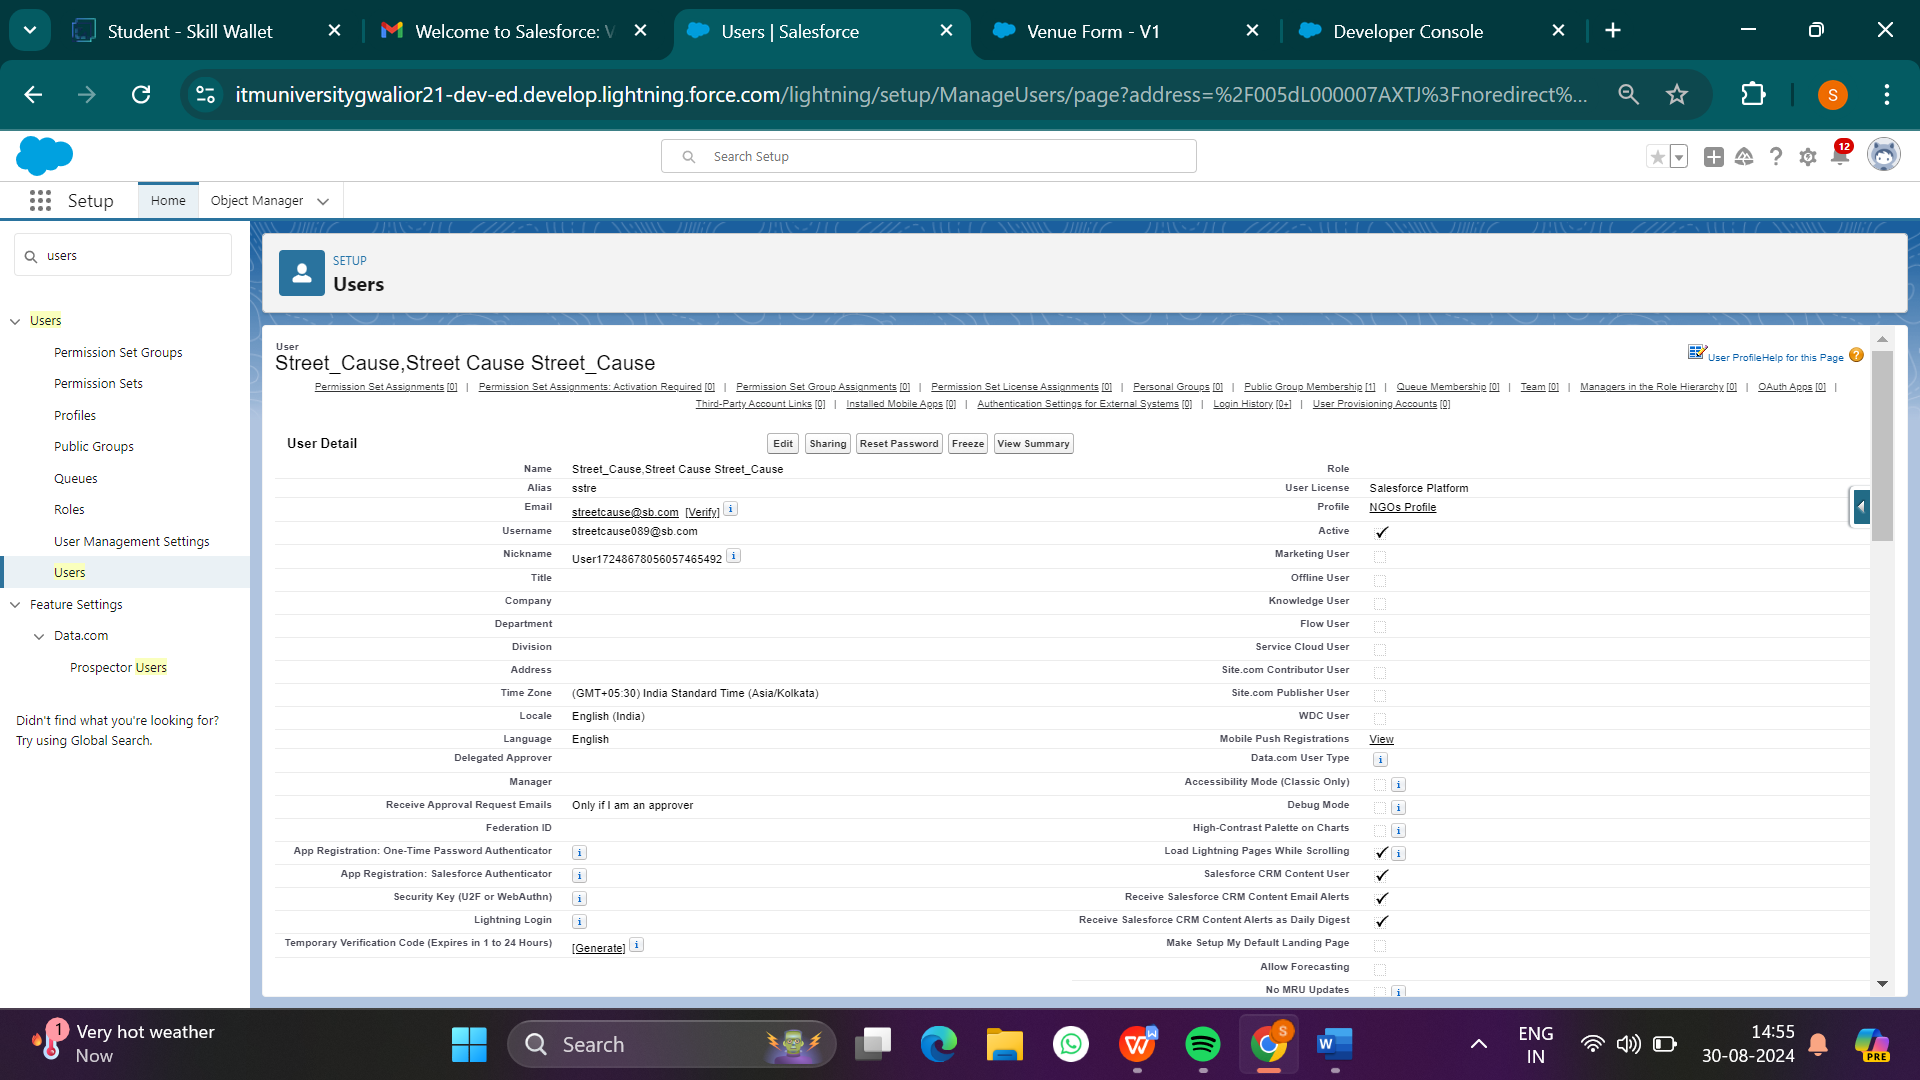 Student - Skill Wallet
Welcome to Salesforce: V
Users | Salesforce
Venue Form - V1
Developer Console
itmuniversitygwalior21-dev-ed.develop.lightning.force.com/lightning/setup/ManageUsers/page?address=%2F005dL000007AXTJ%3Fnoredirect%...
S
Search Setup
12
Setup
Home
Object Manager
users
SETUP
Users
Users
Permission Set Groups
Permission Sets
Profiles
Public Groups
Queues
Roles
User Management Settings
Users
Feature Settings
Data.com
Prospector Users
Didn't find what you're looking for?
Try using Global Search.
User
Street_Cause,Street Cause Street_Cause
User Profile Help for this Page
Permission Set Assignments [0] | Permission Set Assignments: Activation Required [0] | Permission Set Group Assignments [0] | Permission Set License Assignments [0] | Personal Groups [0] | Public Group Membership [1] | Queue Membership [0] | Team [0] | Managers in the Role Hierarchy [0] | OAuth Apps [0] |
Third-Party Account Links [0] | Installed Mobile Apps [0] | Authentication Settings for External Systems [0] | Login History [0+] | User Provisioning Accounts [0]
User Detail
Edit Sharing Reset Password Freeze View Summary
Name Street_Cause,Street Cause Street_Cause Role
Alias sstre User License Salesforce Platform
Email streetcause@sb.com [Verify] i Profile NGOs Profile
Username streetcause089@sb.com Active
Nickname User17248678056057465492 i Marketing User
Title Offline User
Company Knowledge User
Department Flow User
Division Service Cloud User
Address Site.com Contributor User
Time Zone (GMT+05:30) India Standard Time (Asia/Kolkata) Site.com Publisher User
Locale English (India) WDC User
Language English Mobile Push Registrations View
Delegated Approver Data.com User Type i
Manager Accessibility Mode (Classic Only) i
Receive Approval Request Emails Only if I am an approver Debug Mode i
Federation ID High-Contrast Palette on Charts i
App Registration: One-Time Password Authenticator i Load Lightning Pages While Scrolling i
App Registration: Salesforce Authenticator i Salesforce CRM Content User
Security Key (U2F or WebAuthn) i Receive Salesforce CRM Content Email Alerts
Lightning Login i Receive Salesforce CRM Content Alerts as Daily Digest
Temporary Verification Code (Expires in 1 to 24 Hours) [Generate] i Make Setup My Default Landing Page
Allow Forecasting
No MRU Updates i
1
Very hot weather
Now
Search
S
ENG
IN
14:55
30-08-2024
PRE